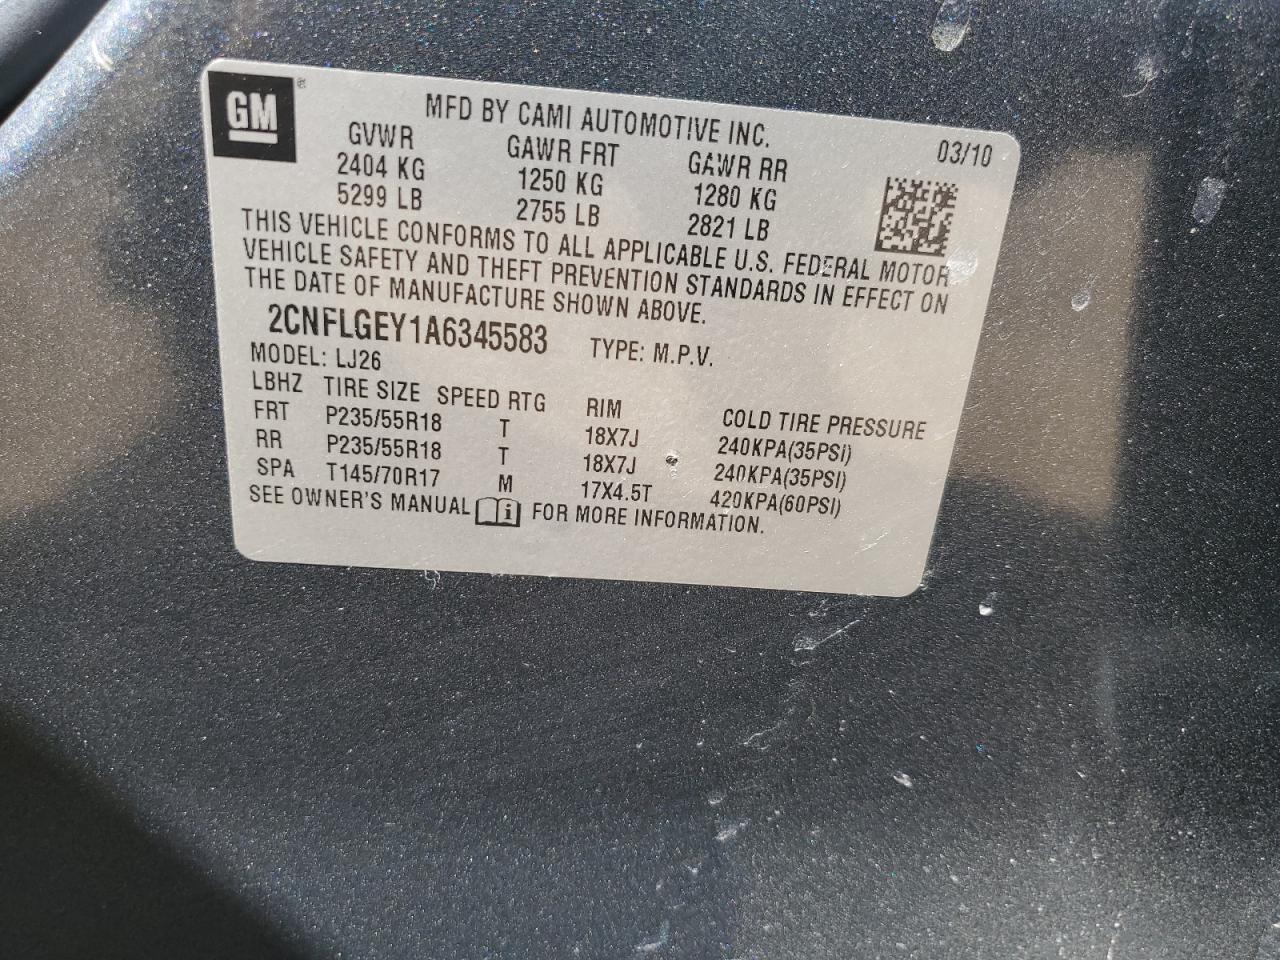 GM ®
MFD BY CAMI AUTOMOTIVE INC.
03/10
GVWR GAWR FRT GAWR RR
2404 KG 1250 KG 1280 KG
5299 LB 2755 LB 2821 LB
THIS VEHICLE CONFORMS TO ALL APPLICABLE U.S. FEDERAL MOTOR
VEHICLE SAFETY AND THEFT PREVENTION STANDARDS IN EFFECT ON
THE DATE OF MANUFACTURE SHOWN ABOVE.
2CNFLGEY1A6345583 TYPE: M.P.V.
MODEL: LJ26
LBHZ TIRE SIZE SPEED RTG RIM COLD TIRE PRESSURE
FRT P235/55R18 T 18X7J 240KPA(35PSI)
RR P235/55R18 T 18X7J 240KPA(35PSI)
SPA T145/70R17 M 17X4.5T 420KPA(60PSI)
SEE OWNER'S MANUAL i FOR MORE INFORMATION.